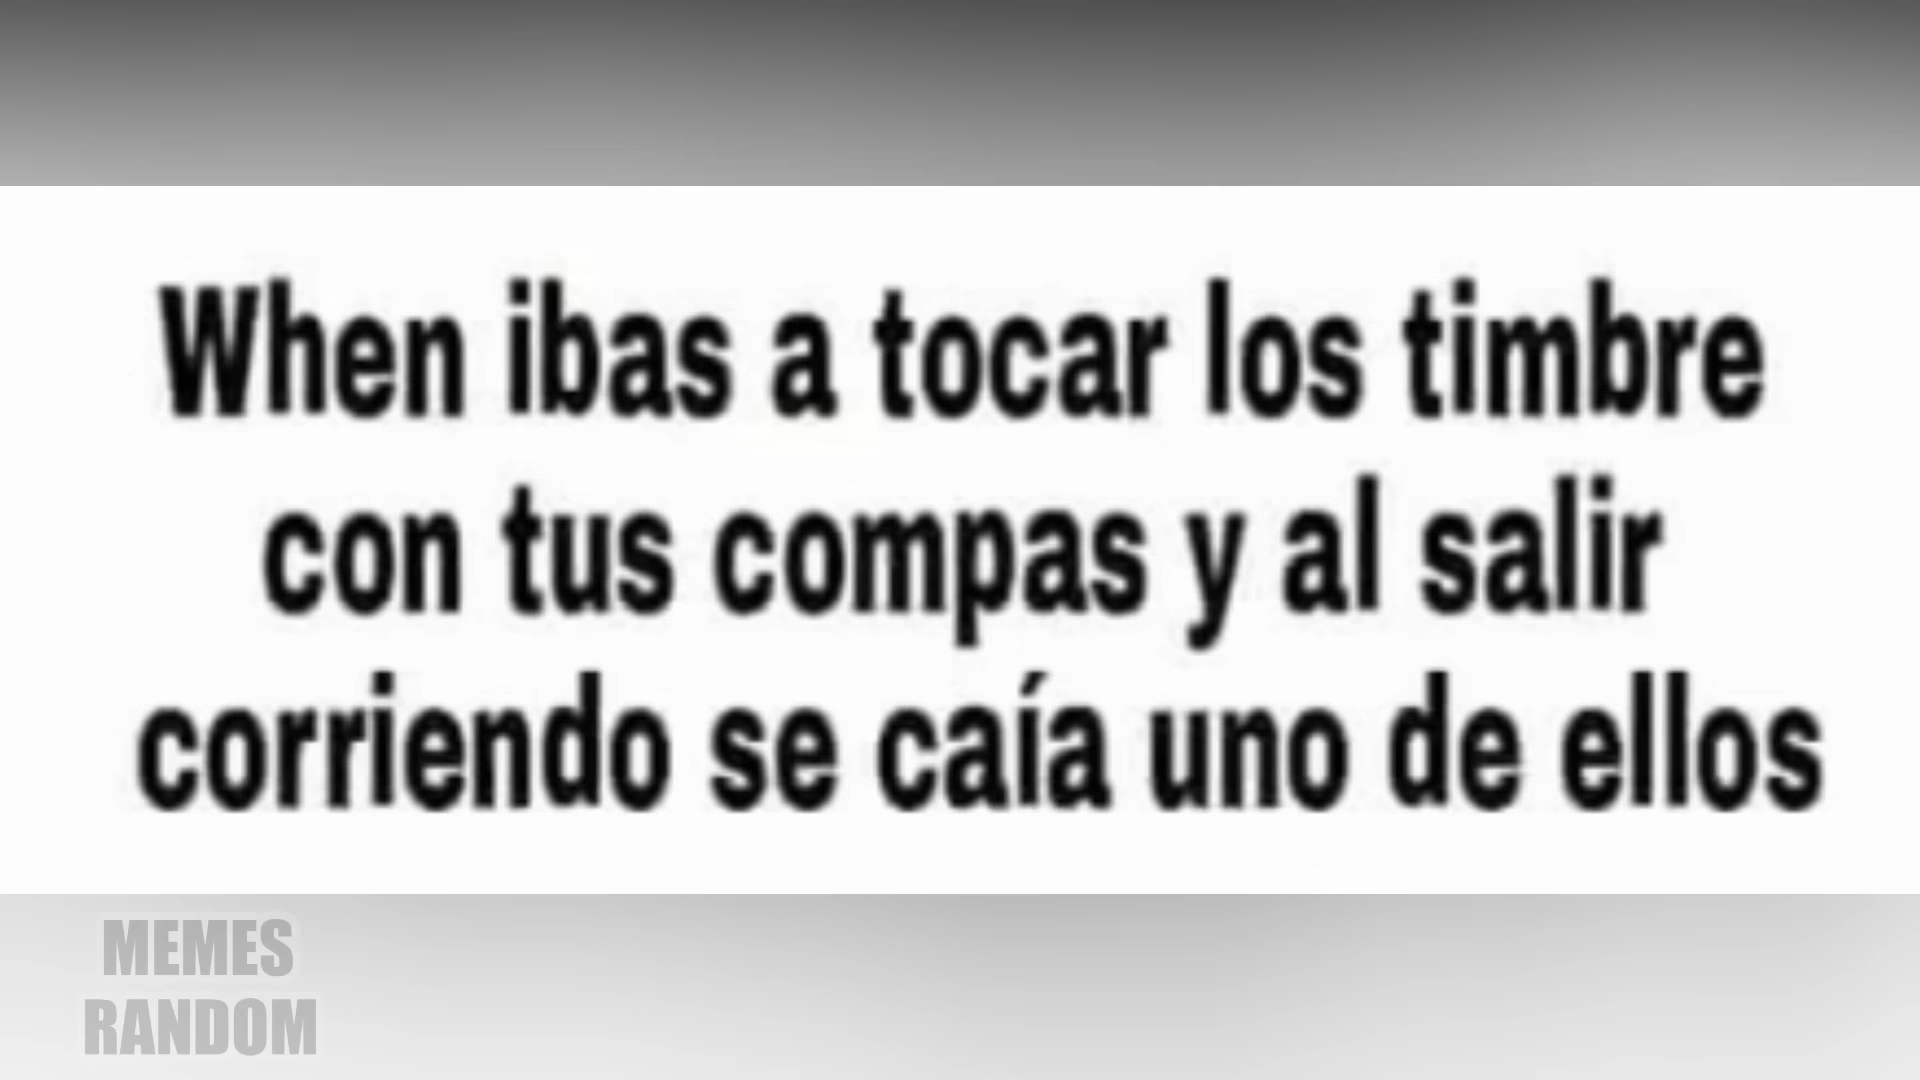 When ibas a tocar los timbre
con tus compas y al salir
corriendo se caía uno de ellos
MEMES
RANDOM